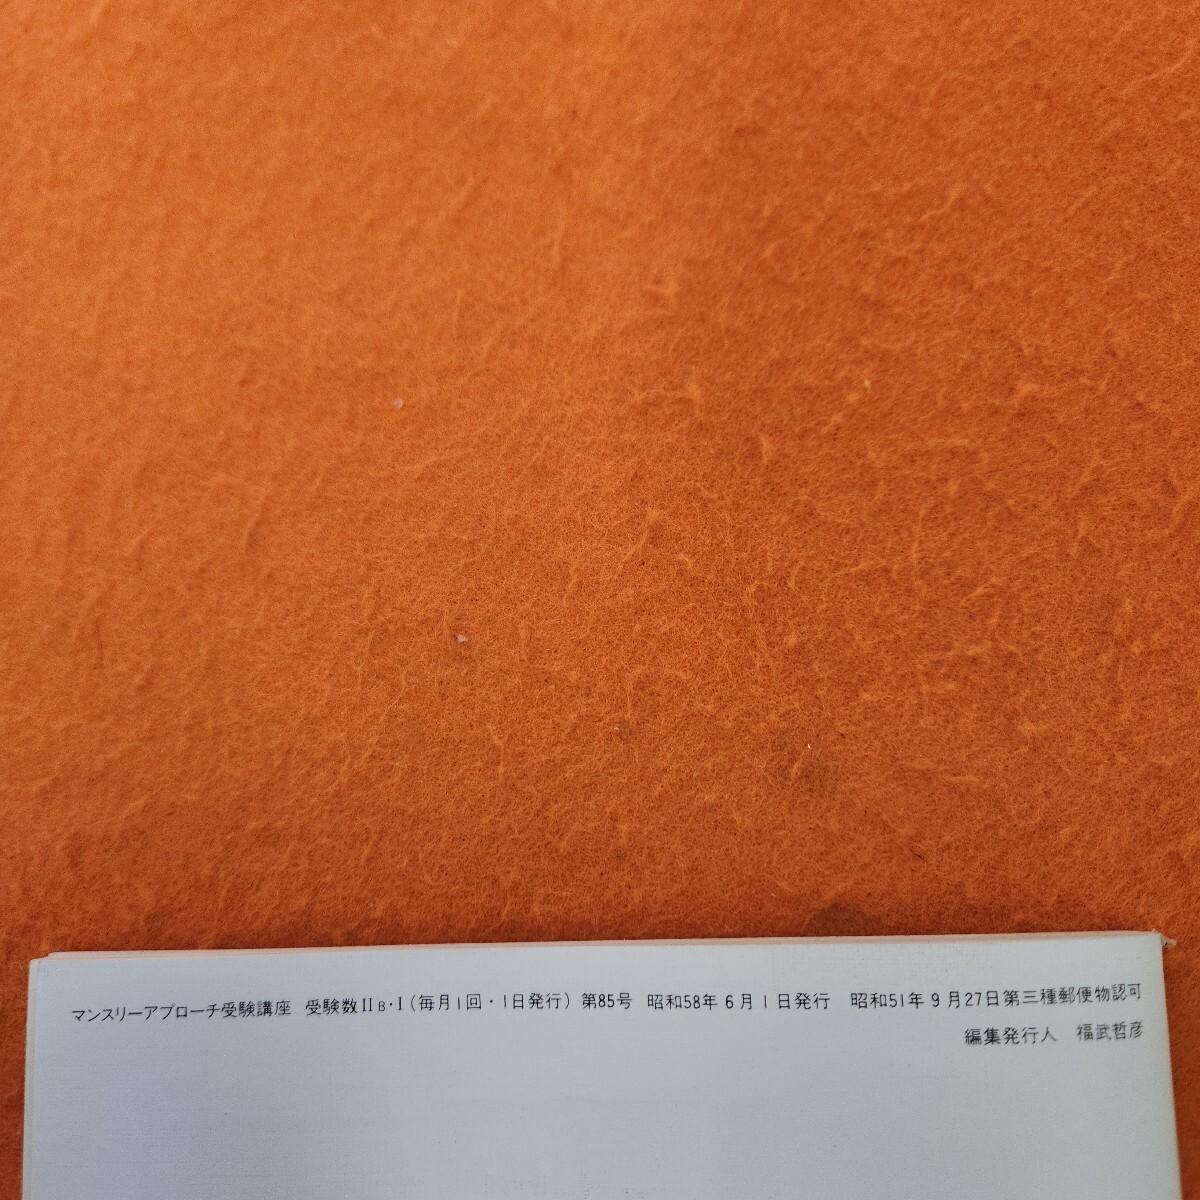 マンスリーアプローチ受験講座 受験数ⅡB・Ⅰ(毎月1回・1日発行) 第85号 昭和58年6月1日発行 昭和51年9月27日第三種郵便物認可
編集発行人 福武哲彦